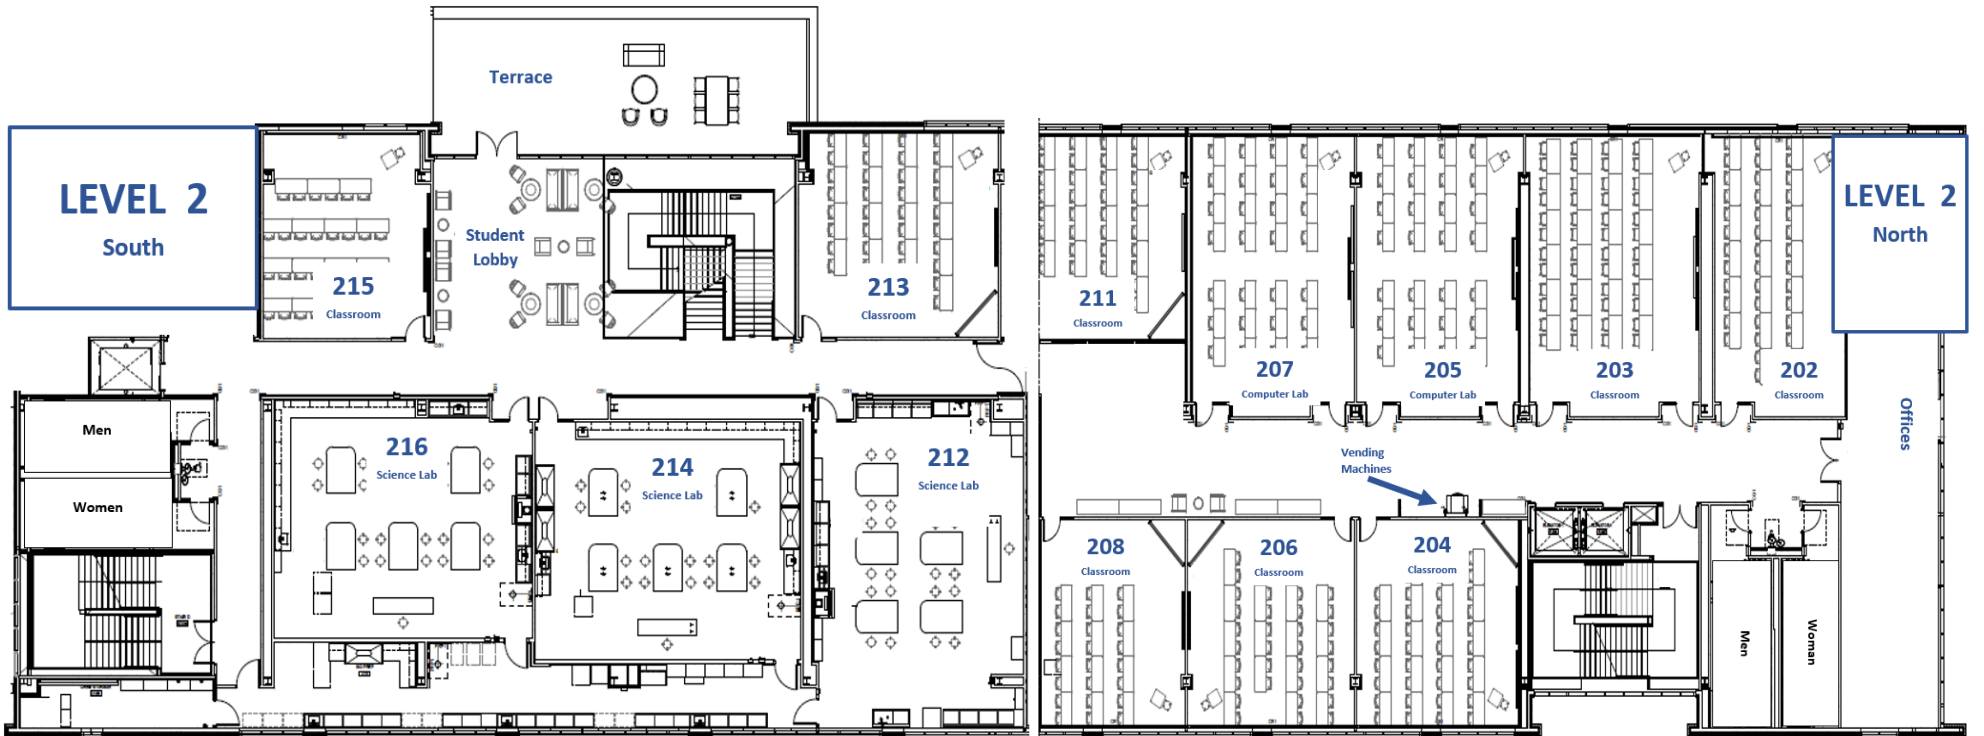 Terrace
LEVEL 2
South
Student
Lobby
215
Classroom
213
Classroom
211
Classroom
207
Computer Lab
205
Computer Lab
203
Classroom
202
Classroom
LEVEL 2
North
Offices
Men
Women
216
Science Lab
214
Science Lab
212
Science Lab
Vending
Machines
208
Classroom
206
Classroom
204
Classroom
Men
Woman